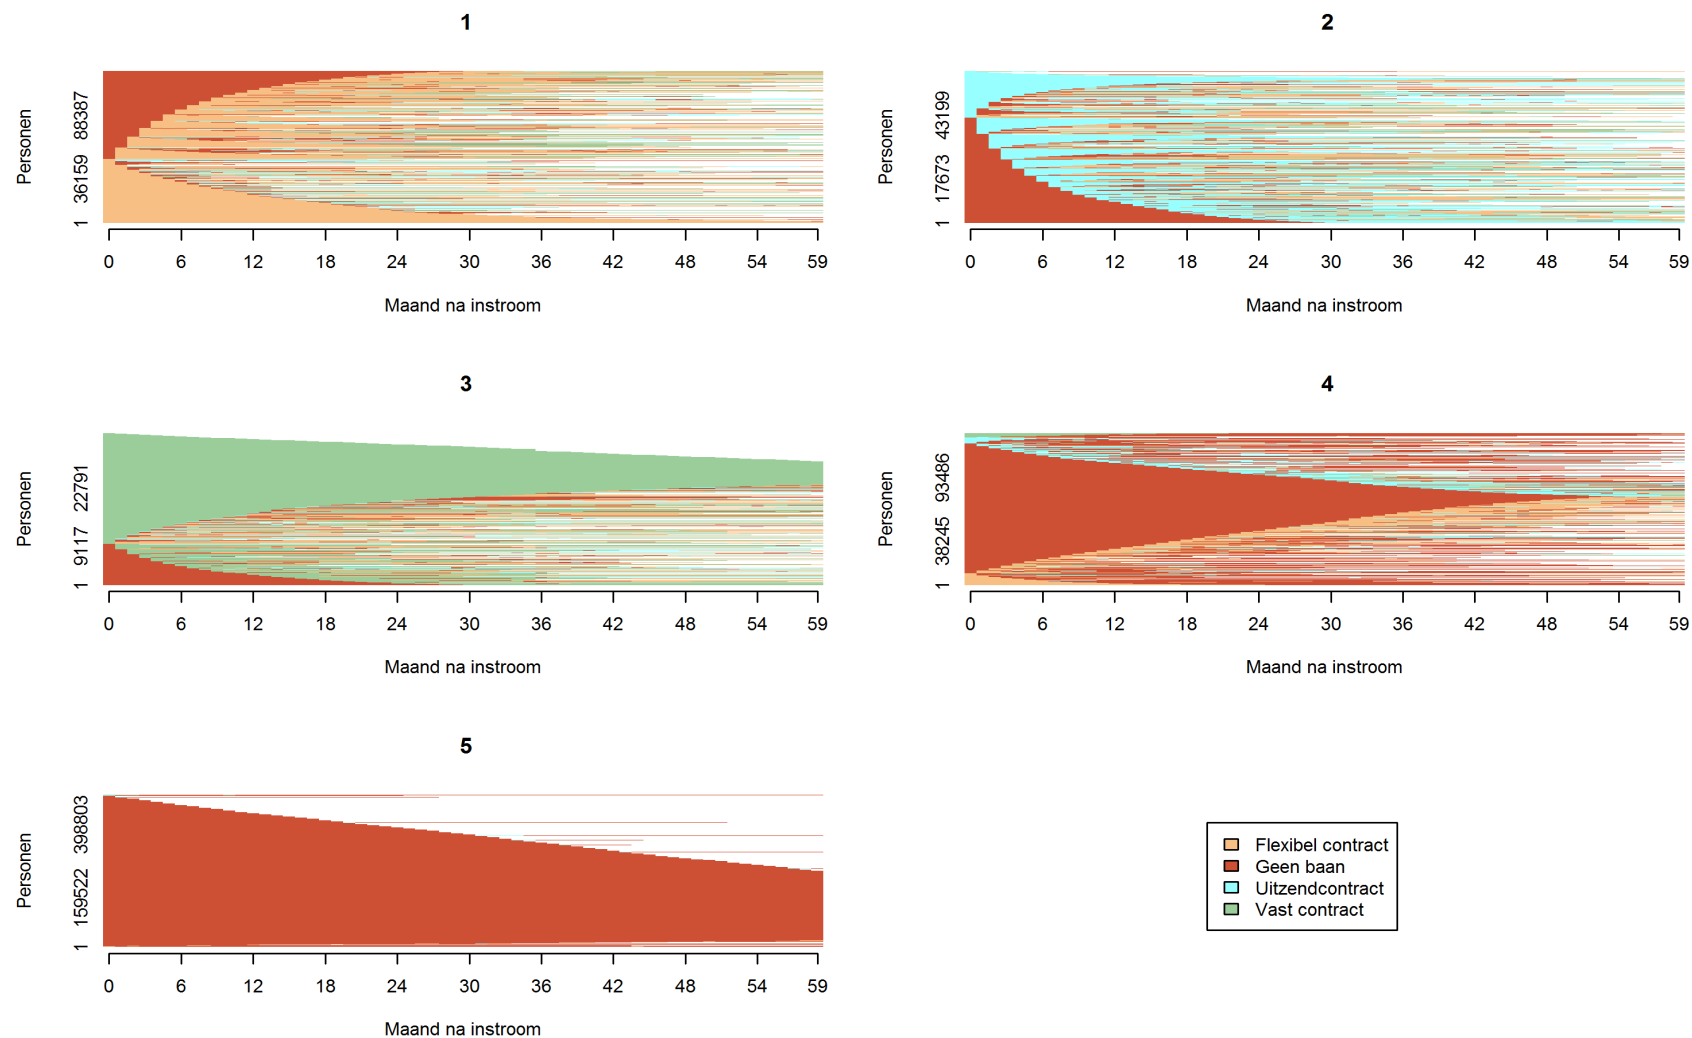 1
Personen
1 36159 88387
0 6 12 18 24 30 36 42 48 54 59
Maand na instroom
2
Personen
1 17673 43199
0 6 12 18 24 30 36 42 48 54 59
Maand na instroom
3
Personen
1 9117 22791
0 6 12 18 24 30 36 42 48 54 59
Maand na instroom
4
Personen
1 38245 93486
0 6 12 18 24 30 36 42 48 54 59
Maand na instroom
5
Personen
1 159522 398803
0 6 12 18 24 30 36 42 48 54 59
Maand na instroom
Flexibel contract
Geen baan
Uitzendcontract
Vast contract